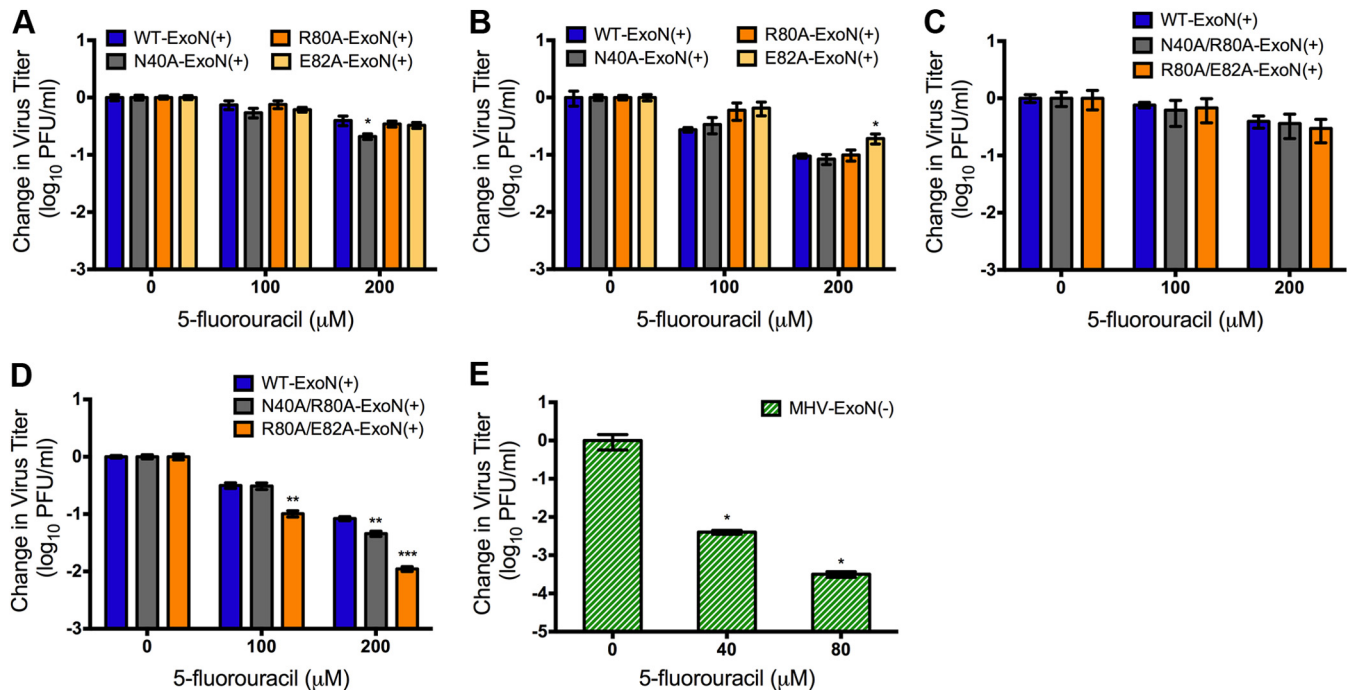 A
WT-ExoN(+) R80A-ExoN(+)
N40A-ExoN(+) E82A-ExoN(+)
Change in Virus Titer
(log10 PFU/ml)
1
0
-1
-2
-3
*
0 100 200
5-fluorouracil (μM)
B
WT-ExoN(+) R80A-ExoN(+)
N40A-ExoN(+) E82A-ExoN(+)
Change in Virus Titer
(log10 PFU/ml)
1
0
-1
-2
-3
*
0 100 200
5-fluorouracil (μM)
C
WT-ExoN(+)
N40A/R80A-ExoN(+)
R80A/E82A-ExoN(+)
Change in Virus Titer
(log10 PFU/ml)
1
0
-1
-2
-3
0 100 200
5-fluorouracil (μM)
D
WT-ExoN(+)
N40A/R80A-ExoN(+)
R80A/E82A-ExoN(+)
Change in Virus Titer
(log10 PFU/ml)
1
0
-1
-2
-3
** ** ***
0 100 200
5-fluorouracil (μM)
E
MHV-ExoN(-)
Change in Virus Titer
(log10 PFU/ml)
1
0
-1
-2
-3
-4
-5
* *
0 40 80
5-fluorouracil (μM)